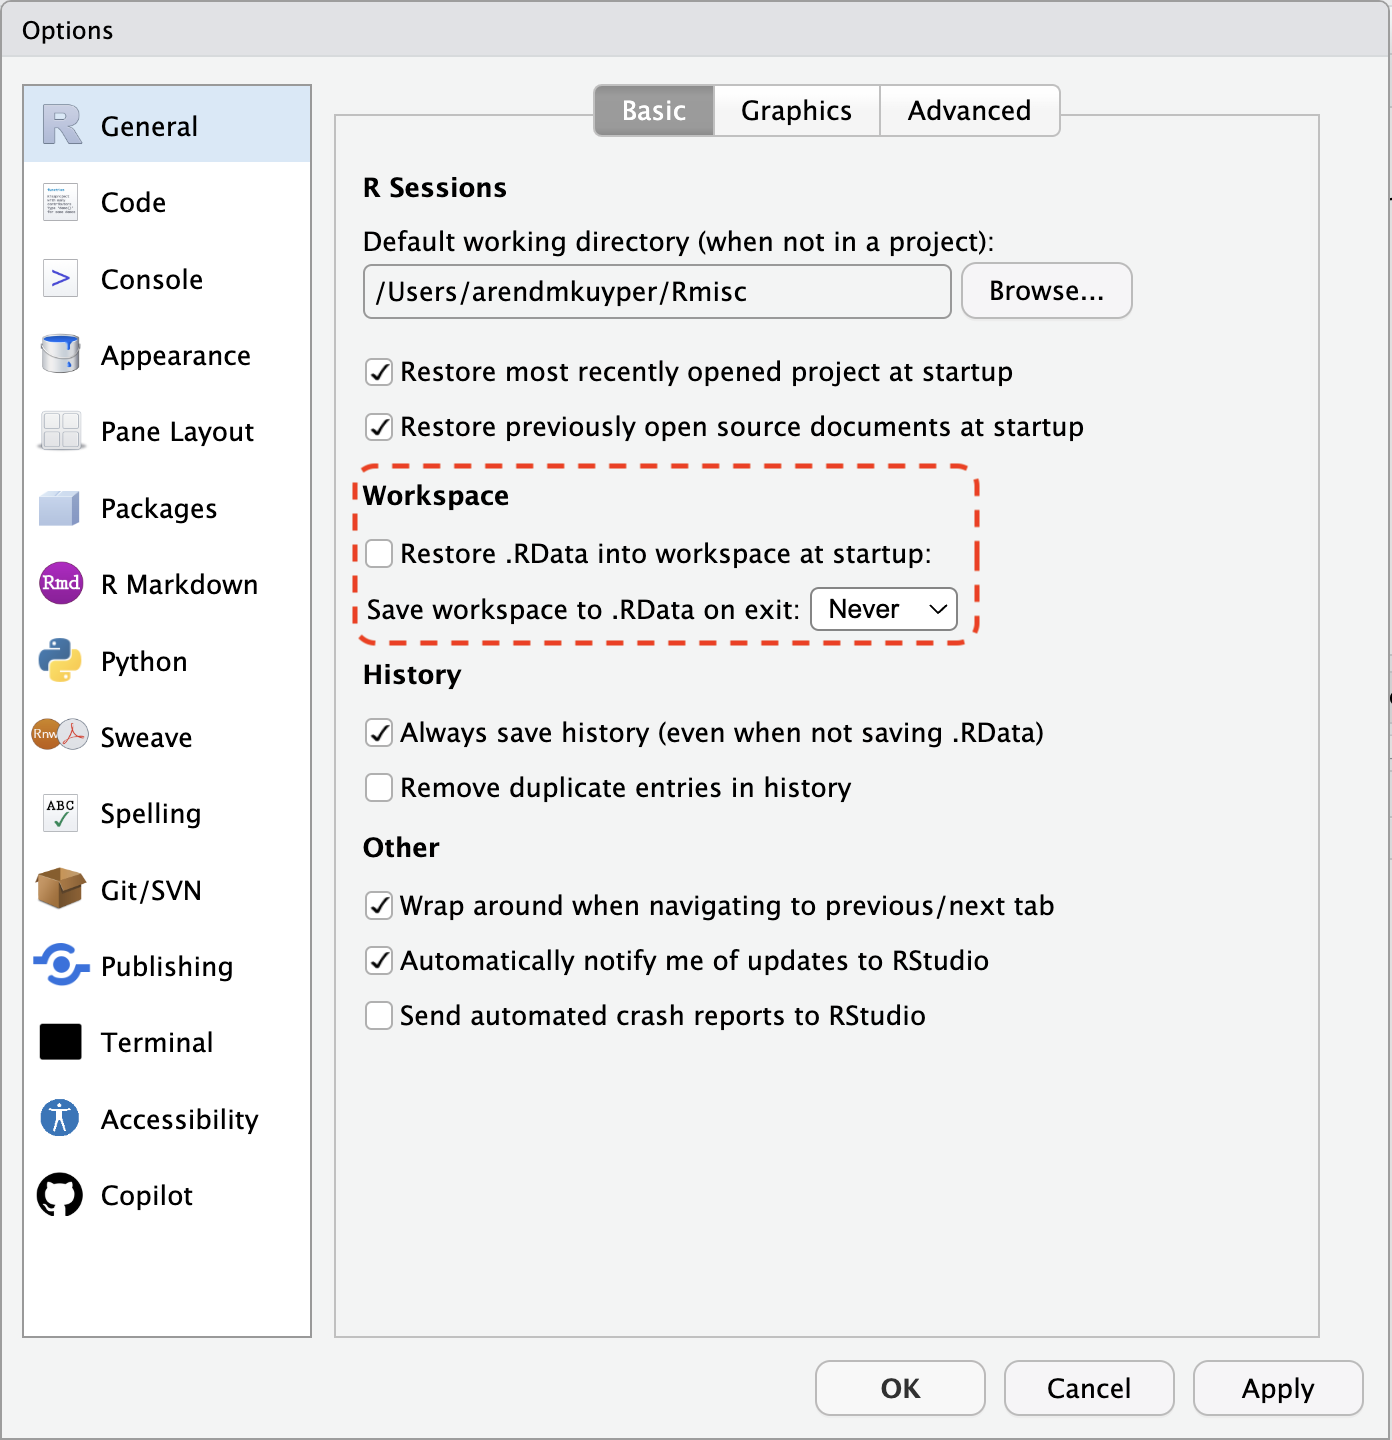 Options
General
Code
Console
Appearance
Pane Layout
Packages
Rmd
R Markdown
Python
Rnw
Sweave
ABC
Spelling
Git/SVN
Publishing
Terminal
Accessibility
Copilot
Basic
Graphics
Advanced
R Sessions
Default working directory (when not in a project):
/Users/arendmkuyper/Rmisc
Browse...
Restore most recently opened project at startup
Restore previously open source documents at startup
Workspace
Restore .RData into workspace at startup:
Save workspace to .RData on exit: Never
History
Always save history (even when not saving .RData)
Remove duplicate entries in history
Other
Wrap around when navigating to previous/next tab
Automatically notify me of updates to RStudio
Send automated crash reports to RStudio
OK
Cancel
Apply